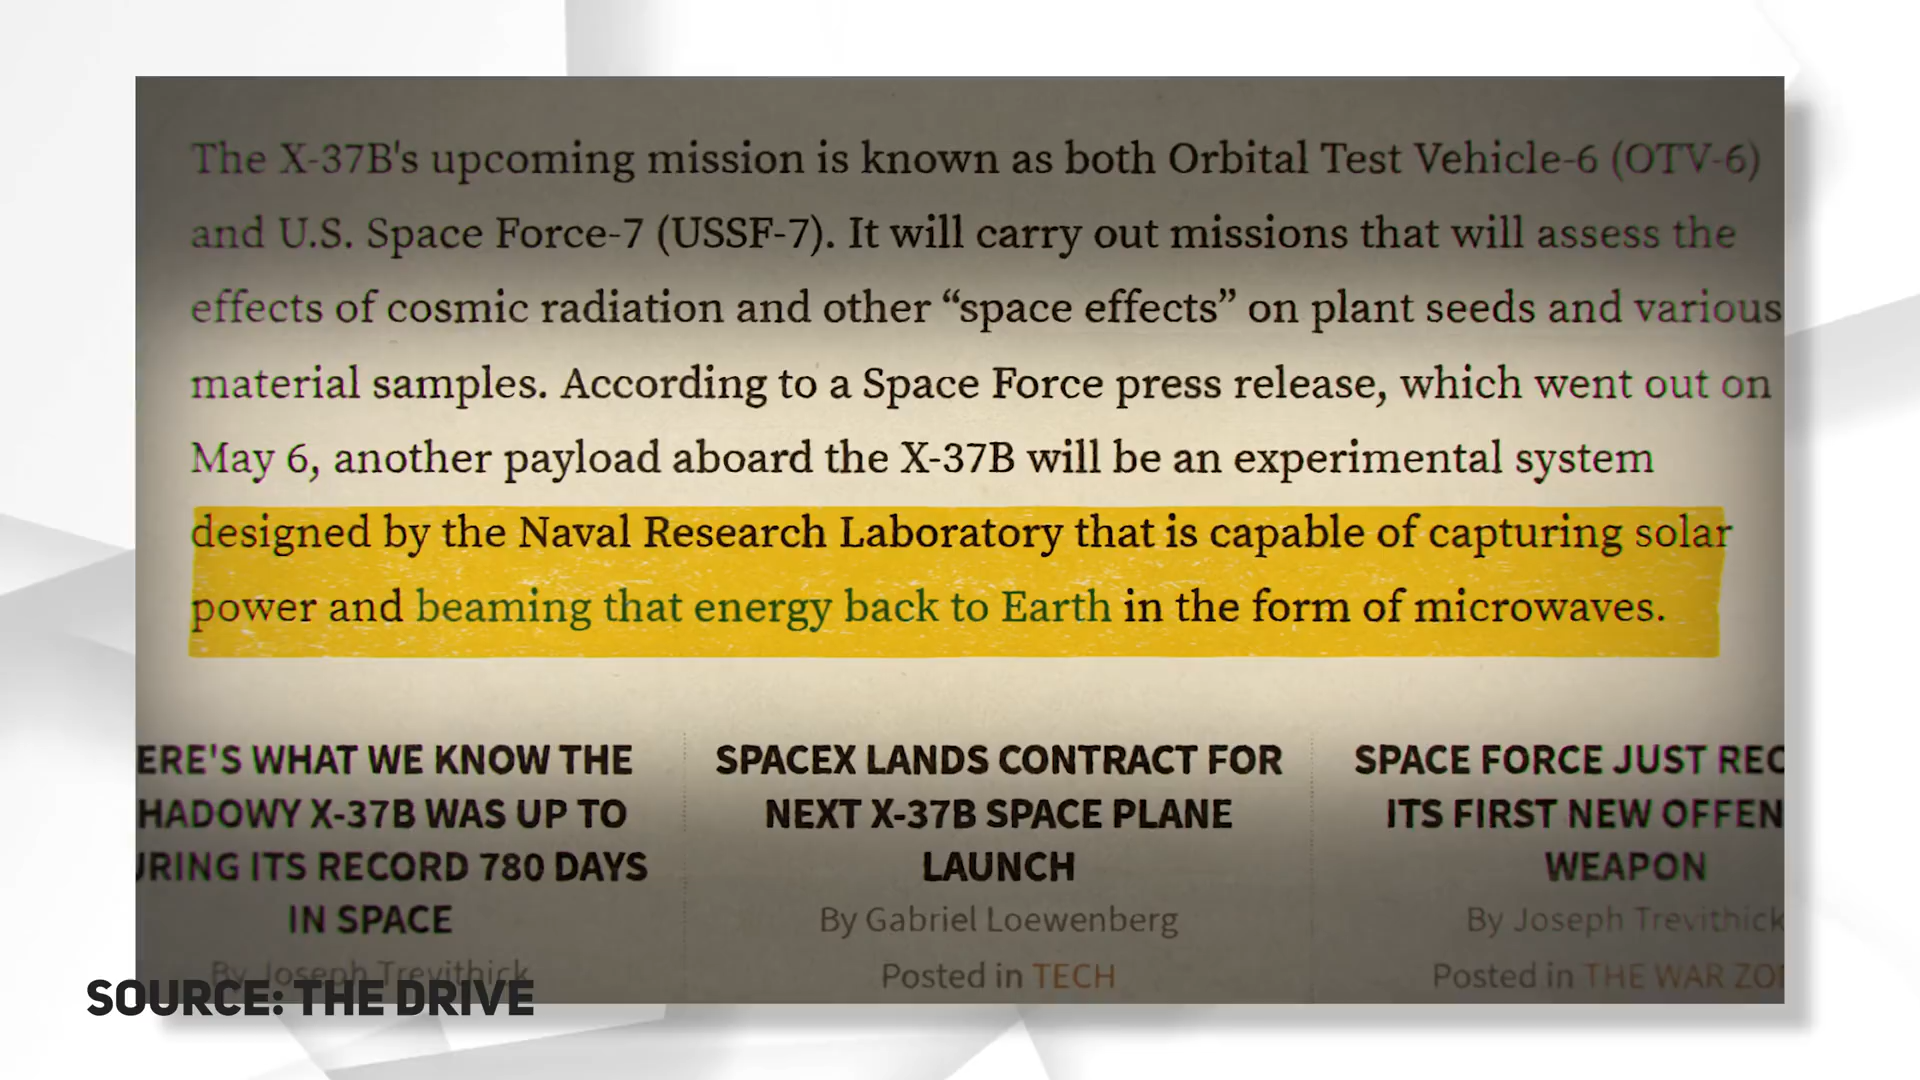 The X-37B's upcoming mission is known as both Orbital Test Vehicle-6 (OTV-6)
and U.S. Space Force-7 (USSF-7). It will carry out missions that will assess the
effects of cosmic radiation and other “space effects” on plant seeds and various
material samples. According to a Space Force press release, which went out on
May 6, another payload aboard the X-37B will be an experimental system
designed by the Naval Research Laboratory that is capable of capturing solar
power and beaming that energy back to Earth in the form of microwaves.
ERE'S WHAT WE KNOW THE
HADOWY X-37B WAS UP TO
URING ITS RECORD 780 DAYS
IN SPACE
By Joseph Trevithick
SPACEX LANDS CONTRACT FOR
NEXT X-37B SPACE PLANE
LAUNCH
By Gabriel Loewenberg
Posted in TECH
SPACE FORCE JUST REC
ITS FIRST NEW OFFEN
WEAPON
By Joseph Trevithick
Posted in THE WAR ZO
SOURCE: THE DRIVE